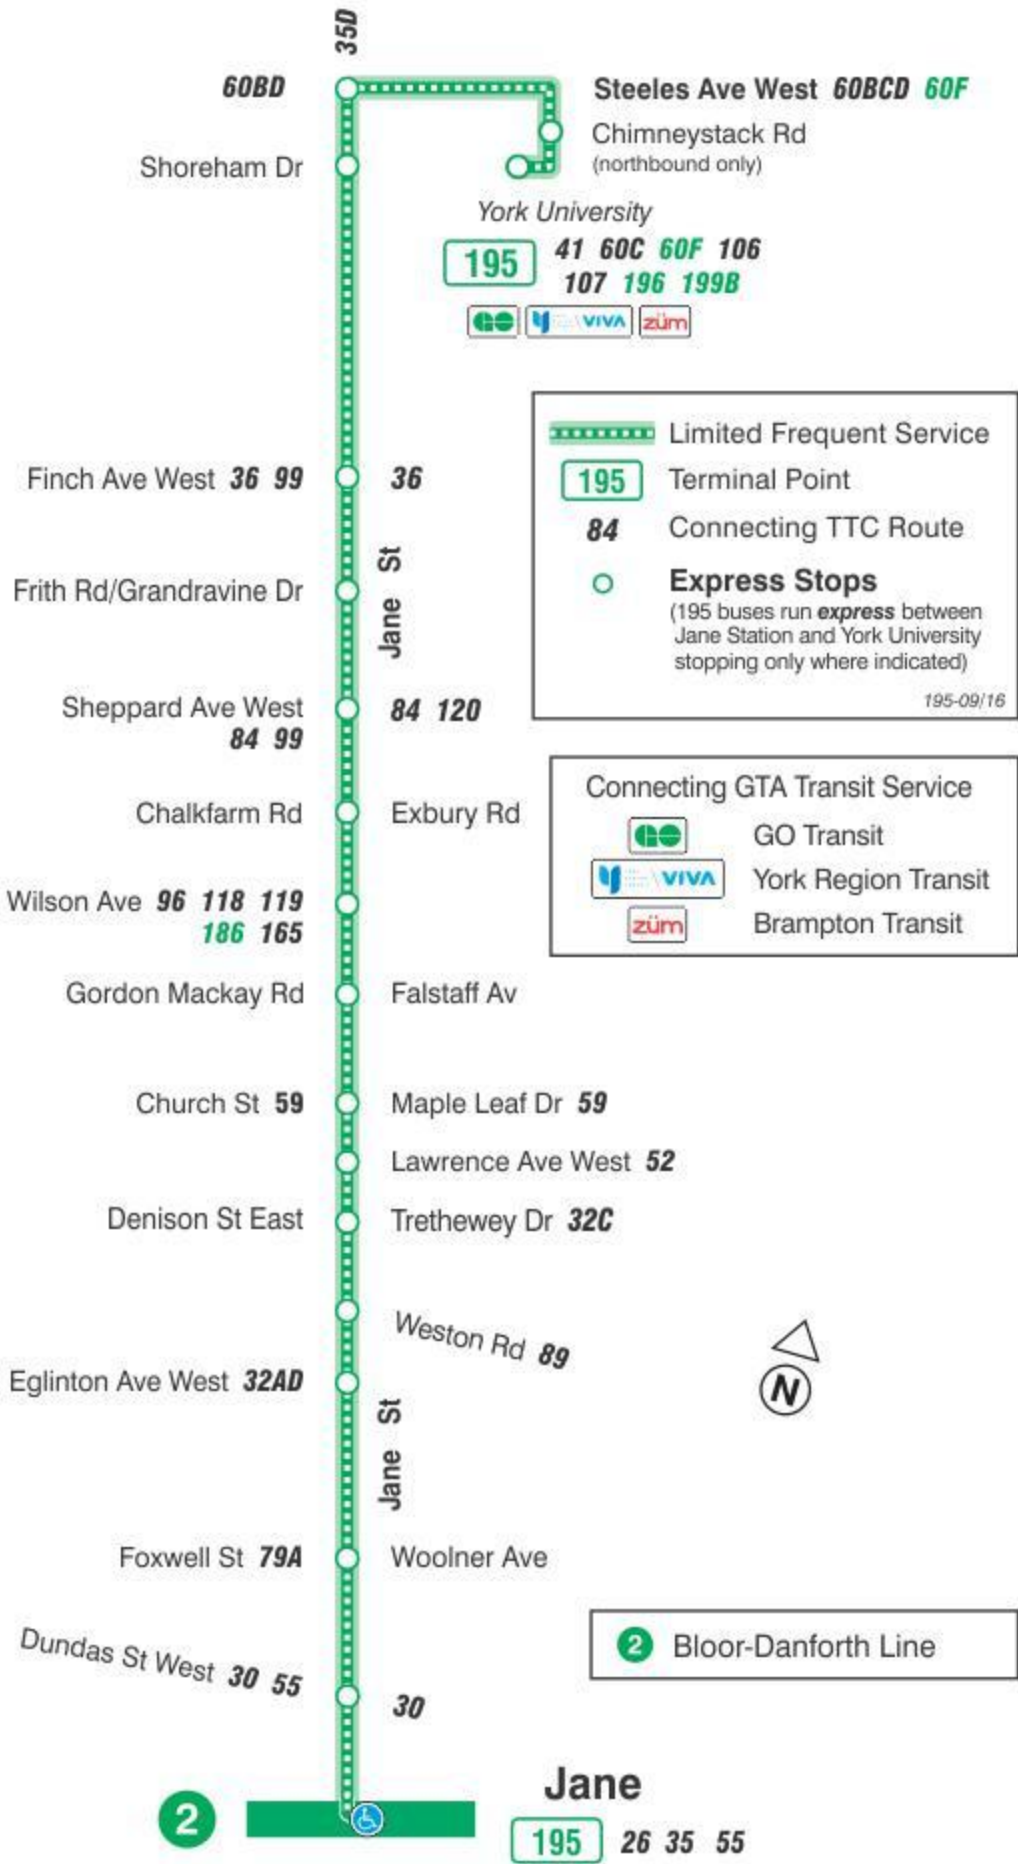 35D
60BD
Steeles Ave West 60BCD 60F
Chimneystack Rd
(northbound only)
Shoreham Dr
York University
195
41 60C 60F 106
107 196 199B
GO
VIVA
züm
Limited Frequent Service
195 Terminal Point
84 Connecting TTC Route
Express Stops
(195 buses run express between
Jane Station and York University
stopping only where indicated)
195-09/16
Finch Ave West 36 99
36
Jane St
Frith Rd/Grandravine Dr
Sheppard Ave West
84 99
84 120
Connecting GTA Transit Service
GO GO Transit
VIVA York Region Transit
züm Brampton Transit
Chalkfarm Rd
Exbury Rd
Wilson Ave 96 118 119
186 165
Gordon Mackay Rd
Falstaff Av
Church St 59
Maple Leaf Dr 59
Lawrence Ave West 52
Denison St East
Trethewey Dr 32C
Weston Rd 89
N
Eglinton Ave West 32AD
Jane St
Foxwell St 79A
Woolner Ave
Dundas St West 30 55
30
2 Bloor-Danforth Line
2
Jane
195 26 35 55